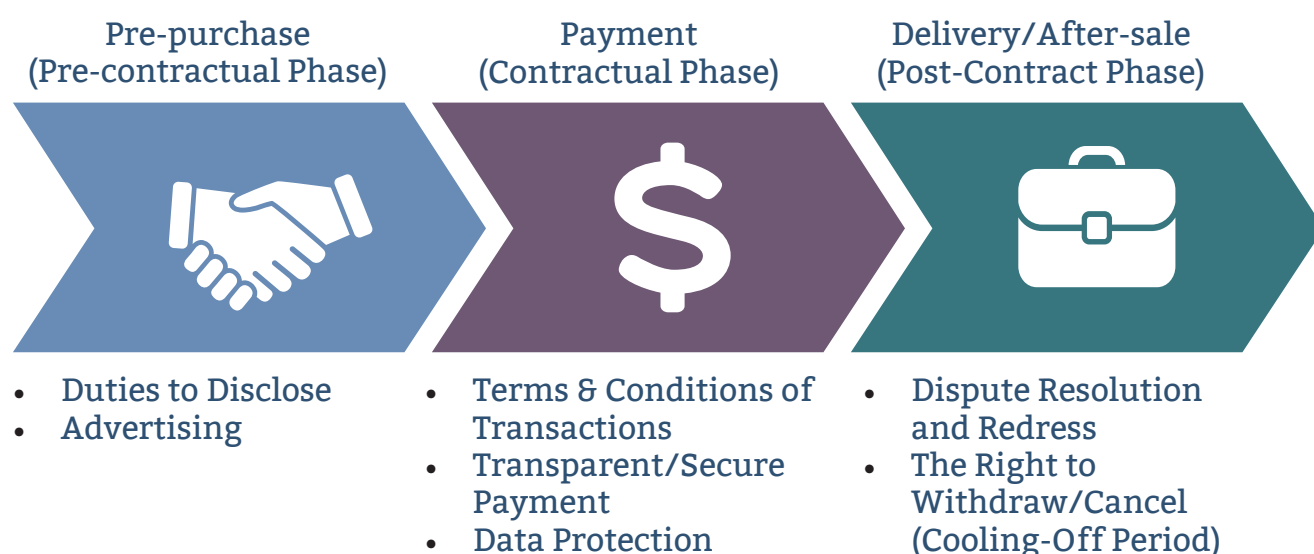 Pre-purchase
(Pre-contractual Phase)
Payment
(Contractual Phase)
Delivery/After-sale
(Post-Contract Phase)
$
• Duties to Disclose
• Advertising
• Terms & Conditions of
Transactions
• Transparent/Secure
Payment
• Data Protection
• Dispute Resolution
and Redress
• The Right to
Withdraw/Cancel
(Cooling-Off Period)